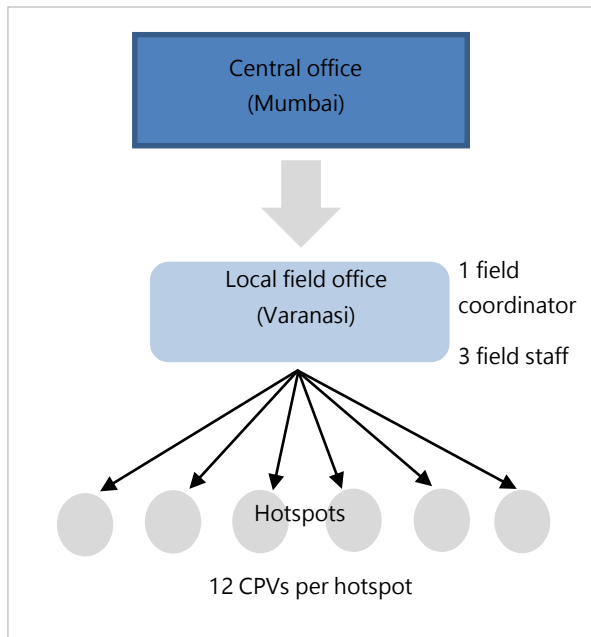 Central office
(Mumbai)
Local field office
(Varanasi)
1 field
coordinator
3 field staff
Hotspots
12 CPVs per hotspot